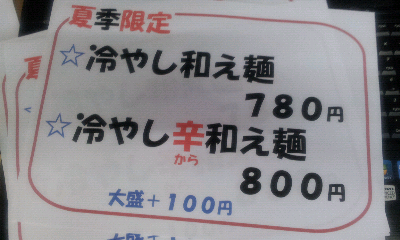 夏季限定
☆冷やし和え麺
780円
☆冷やし辛和え麺
から
800円
大盛+100円